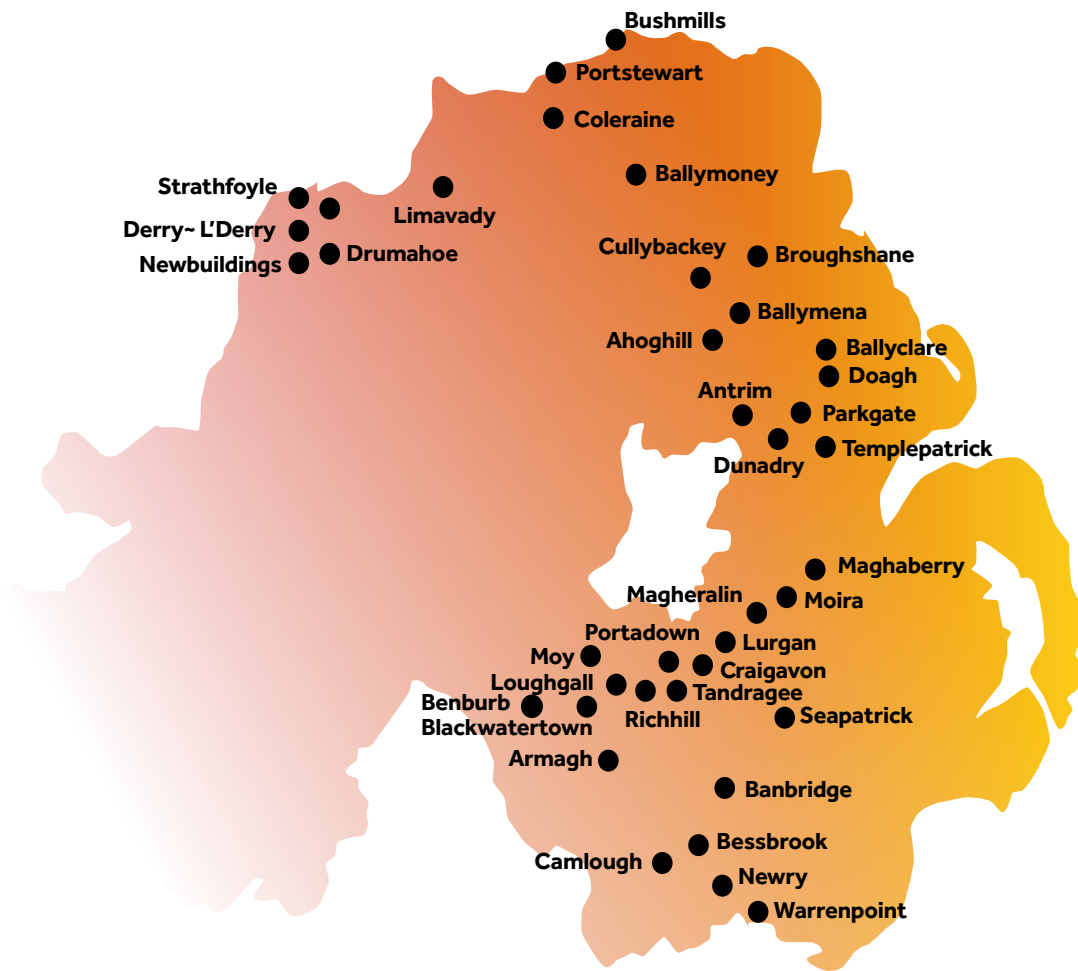 Bushmills
Portstewart
Coleraine
Ballymoney
Strathfoyle
Limavady
Derry~ L'Derry
Drumahoe
Newbuildings
Cullybackey
Broughshane
Ballymena
Ahoghill
Ballyclare
Doagh
Antrim
Parkgate
Templepatrick
Dunadry
Maghaberry
Magheralin
Moira
Portadown
Lurgan
Moy
Craigavon
Loughgall
Tandragee
Benburb
Richhill
Seapatrick
Blackwatertown
Armagh
Banbridge
Bessbrook
Camlough
Newry
Warrenpoint